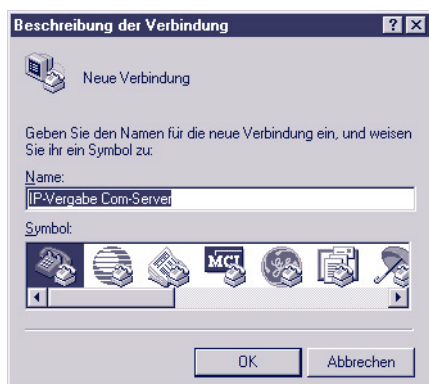 Beschreibung der Verbindung
Neue Verbindung
Geben Sie den Namen für die neue Verbindung ein, und weisen
Sie ihr ein Symbol zu:
Name:
IP-Vergabe Com-Server
Symbol:
MCI
OK
Abbrechen